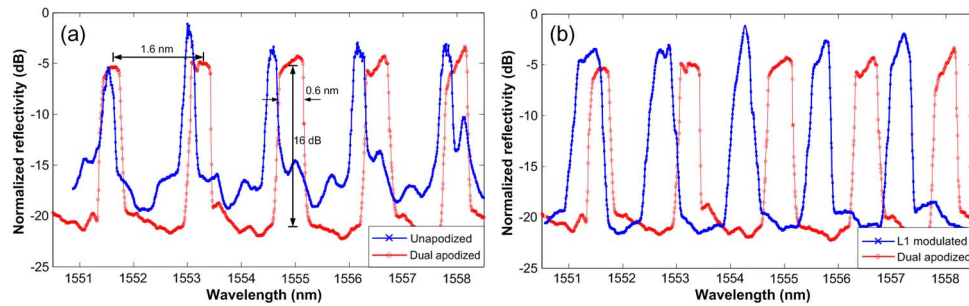 (a)
1.6 nm
0.6 nm
16 dB
Normalized reflectivity (dB)
0
-5
-10
-15
-20
-25
1551 1552 1553 1554 1555 1556 1557 1558
Wavelength (nm)
Unapodized
Dual apodized
(b)
Normalized reflectivity (dB)
0
-5
-10
-15
-20
-25
1551 1552 1553 1554 1555 1556 1557 1558
Wavelength (nm)
L1 modulated
Dual apodized